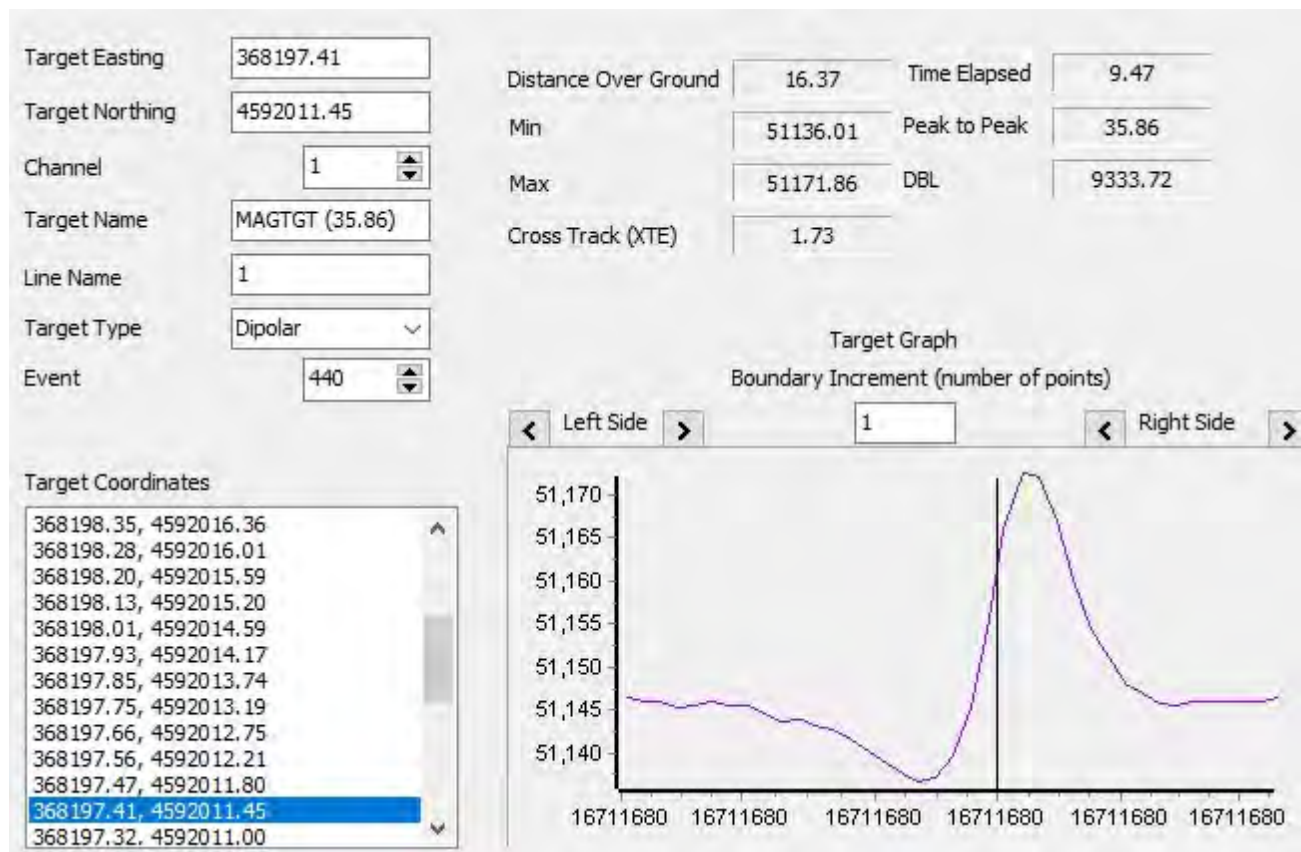 Target Easting 368197.41
Target Northing 4592011.45
Channel 1
Target Name MAGTGT (35.86)
Line Name 1
Target Type Dipolar
Event 440
Distance Over Ground 16.37 Time Elapsed 9.47
Min 51136.01 Peak to Peak 35.86
Max 51171.86 DBL 9333.72
Cross Track (XTE) 1.73
Target Graph
Boundary Increment (number of points)
< Left Side > 1 < Right Side >
Target Coordinates
368198.35, 4592016.36
368198.28, 4592016.01
368198.20, 4592015.59
368198.13, 4592015.20
368198.01, 4592014.59
368197.93, 4592014.17
368197.85, 4592013.74
368197.75, 4592013.19
368197.66, 4592012.75
368197.56, 4592012.21
368197.47, 4592011.80
368197.41, 4592011.45
368197.32, 4592011.00
51,170
51,165
51,160
51,155
51,150
51,145
51,140
16711680 16711680 16711680 16711680 16711680 16711680